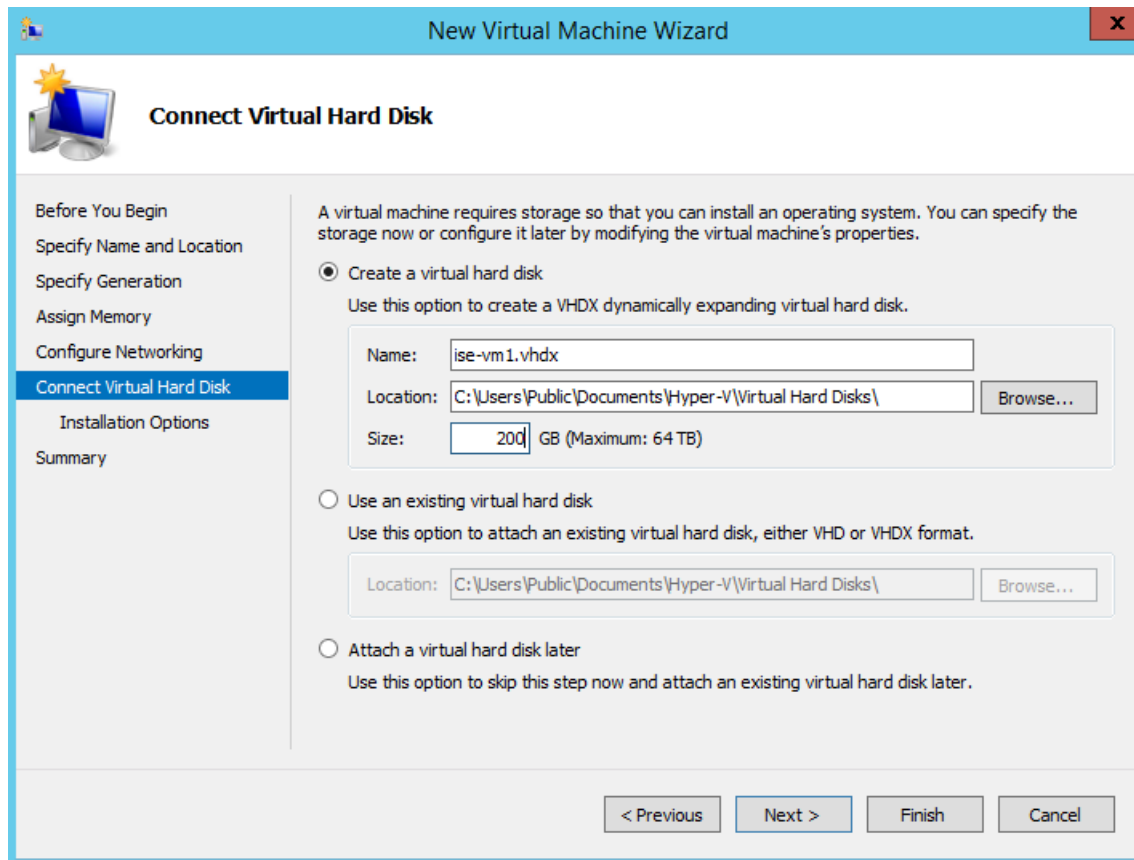 New Virtual Machine Wizard
x
Connect Virtual Hard Disk
Before You Begin
Specify Name and Location
Specify Generation
Assign Memory
Configure Networking
Connect Virtual Hard Disk
Installation Options
Summary
A virtual machine requires storage so that you can install an operating system. You can specify the
storage now or configure it later by modifying the virtual machine's properties.
Create a virtual hard disk
Use this option to create a VHDX dynamically expanding virtual hard disk.
Name: ise-vm1.vhdx
Location: C:\Users\Public\Documents\Hyper-V\Virtual Hard Disks\ Browse...
Size: 200 GB (Maximum: 64 TB)
Use an existing virtual hard disk
Use this option to attach an existing virtual hard disk, either VHD or VHDX format.
Location: C:\Users\Public\Documents\Hyper-V\Virtual Hard Disks\ Browse...
Attach a virtual hard disk later
Use this option to skip this step now and attach an existing virtual hard disk later.
< Previous Next > Finish Cancel